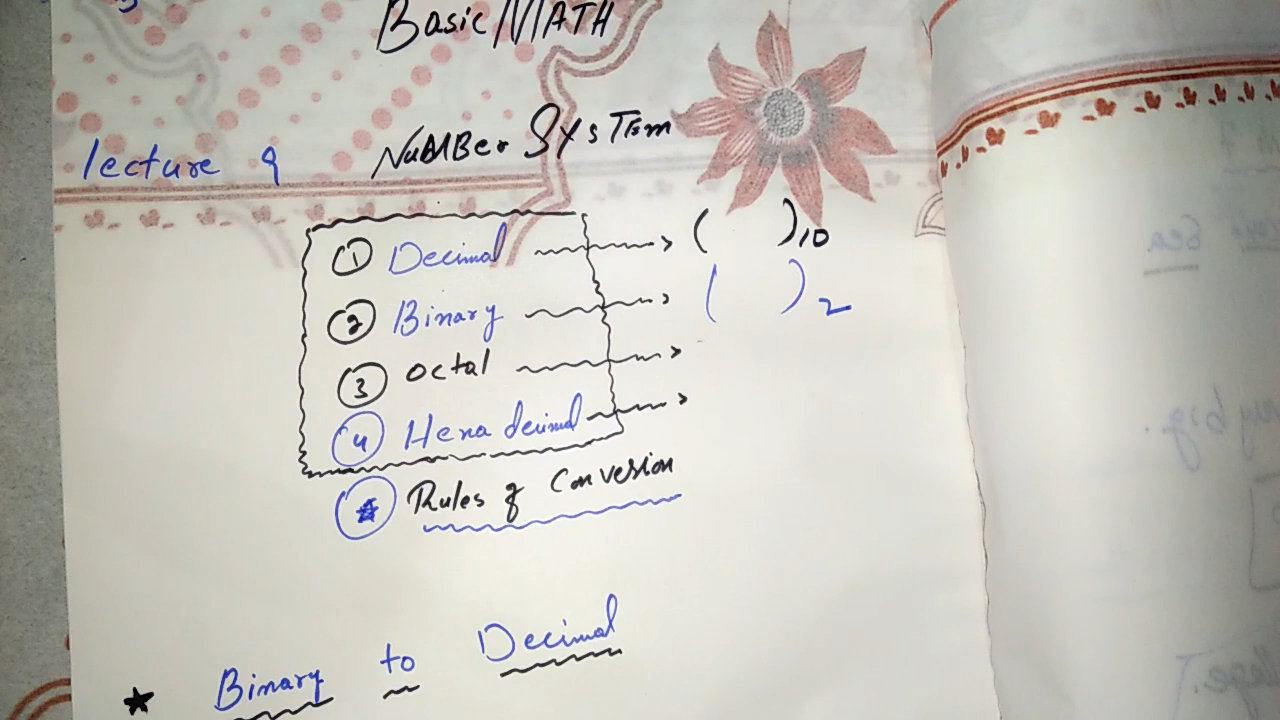 Basic MATH
lecture 9 NuMBer SysTem
1 Decimal ( )10
2 Binary ( )2
3 Octal
4 Hexa decimal
Rules of Conversion
Binary to Decimal